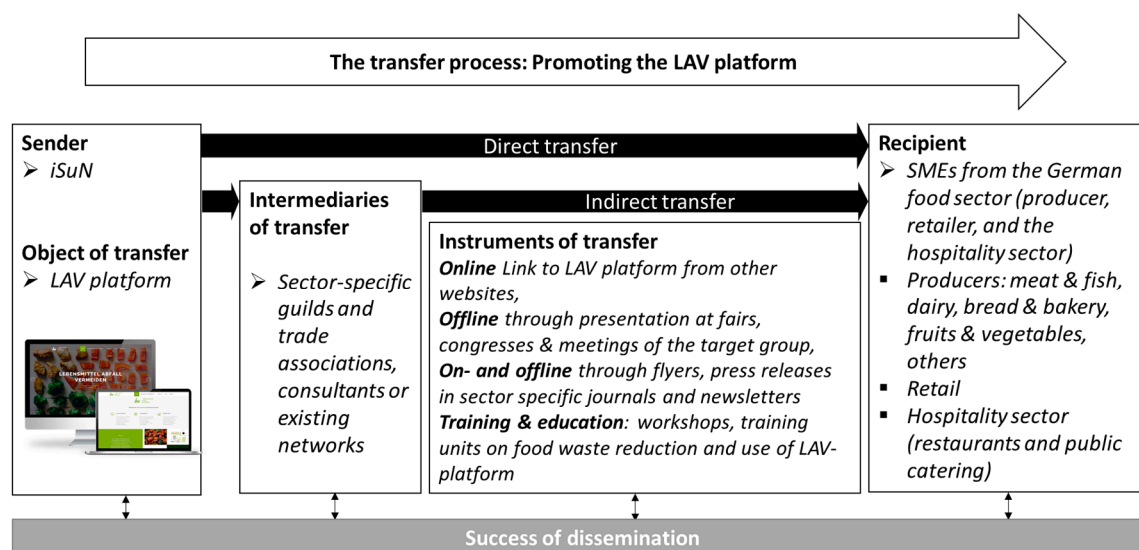 The transfer process: Promoting the LAV platform
Sender
➢ iSuN
Object of transfer
➢ LAV platform
LEBENSMITTEL ABFALL
VERMEIDEN
Direct transfer
Intermediaries
of transfer
➢ Sector-specific
guilds and
trade
associations,
consultants or
existing
networks
Indirect transfer
Instruments of transfer
Online Link to LAV platform from other
websites,
Offline through presentation at fairs,
congresses & meetings of the target group,
On- and offline through flyers, press releases
in sector specific journals and newsletters
Training & education: workshops, training
units on food waste reduction and use of LAV-
platform
Recipient
➢ SMEs from the German
food sector (producer,
retailer, and the
hospitality sector)
▪ Producers: meat & fish,
dairy, bread & bakery,
fruits & vegetables,
others
▪ Retail
▪ Hospitality sector
(restaurants and public
catering)
Success of dissemination